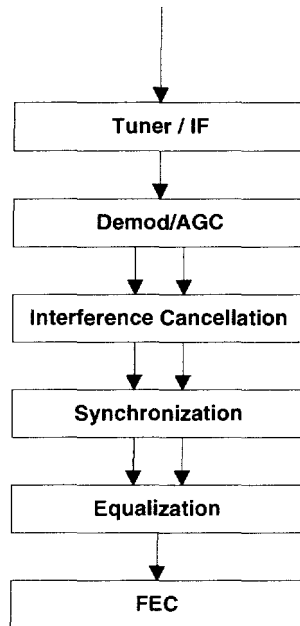 Tuner / IF
Demod/AGC
Interference Cancellation
Synchronization
Equalization
FEC